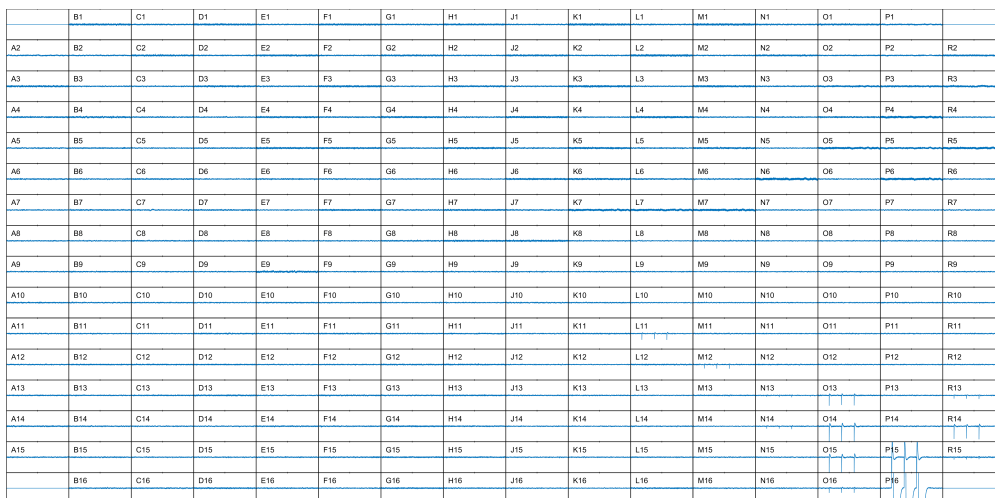 B1 C1 D1 E1 F1 G1 H1 J1 K1 L1 M1 N1 O1 P1
A2 B2 C2 D2 E2 F2 G2 H2 J2 K2 L2 M2 N2 O2 P2 R2
A3 B3 C3 D3 E3 F3 G3 H3 J3 K3 L3 M3 N3 O3 P3 R3
A4 B4 C4 D4 E4 F4 G4 H4 J4 K4 L4 M4 N4 O4 P4 R4
A5 B5 C5 D5 E5 F5 G5 H5 J5 K5 L5 M5 N5 O5 P5 R5
A6 B6 C6 D6 E6 F6 G6 H6 J6 K6 L6 M6 N6 O6 P6 R6
A7 B7 C7 D7 E7 F7 G7 H7 J7 K7 L7 M7 N7 O7 P7 R7
A8 B8 C8 D8 E8 F8 G8 H8 J8 K8 L8 M8 N8 O8 P8 R8
A9 B9 C9 D9 E9 F9 G9 H9 J9 K9 L9 M9 N9 O9 P9 R9
A10 B10 C10 D10 E10 F10 G10 H10 J10 K10 L10 M10 N10 O10 P10 R10
A11 B11 C11 D11 E11 F11 G11 H11 J11 K11 L11 M11 N11 O11 P11 R11
A12 B12 C12 D12 E12 F12 G12 H12 J12 K12 L12 M12 N12 O12 P12 R12
A13 B13 C13 D13 E13 F13 G13 H13 J13 K13 L13 M13 N13 O13 P13 R13
A14 B14 C14 D14 E14 F14 G14 H14 J14 K14 L14 M14 N14 O14 P14 R14
A15 B15 C15 D15 E15 F15 G15 H15 J15 K15 L15 M15 N15 O15 P15 R15
B16 C16 D16 E16 F16 G16 H16 J16 K16 L16 M16 N16 O16 P16